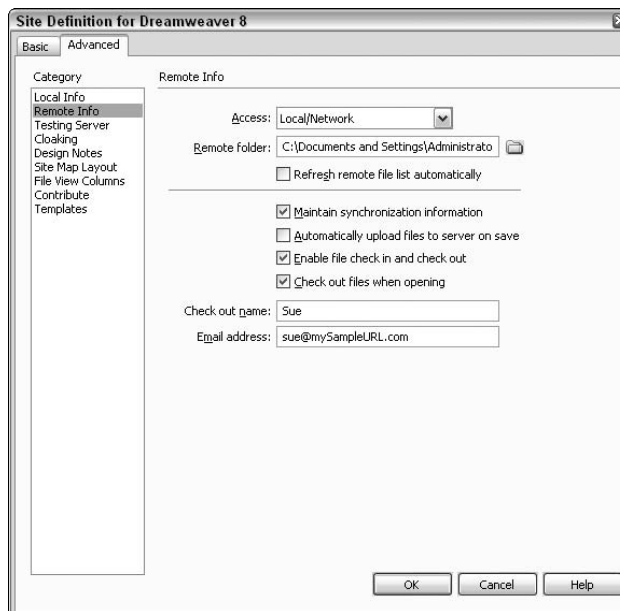 Site Definition for Dreamweaver 8
Basic Advanced
Category
Local Info
Remote Info
Testing Server
Cloaking
Design Notes
Site Map Layout
File View Columns
Contribute
Templates
Remote Info
Access: Local/Network
Remote folder: C:\Documents and Settings\Administrato
Refresh remote file list automatically
Maintain synchronization information
Automatically upload files to server on save
Enable file check in and check out
Check out files when opening
Check out name: Sue
Email address: sue@mySampleURL.com
OK Cancel Help